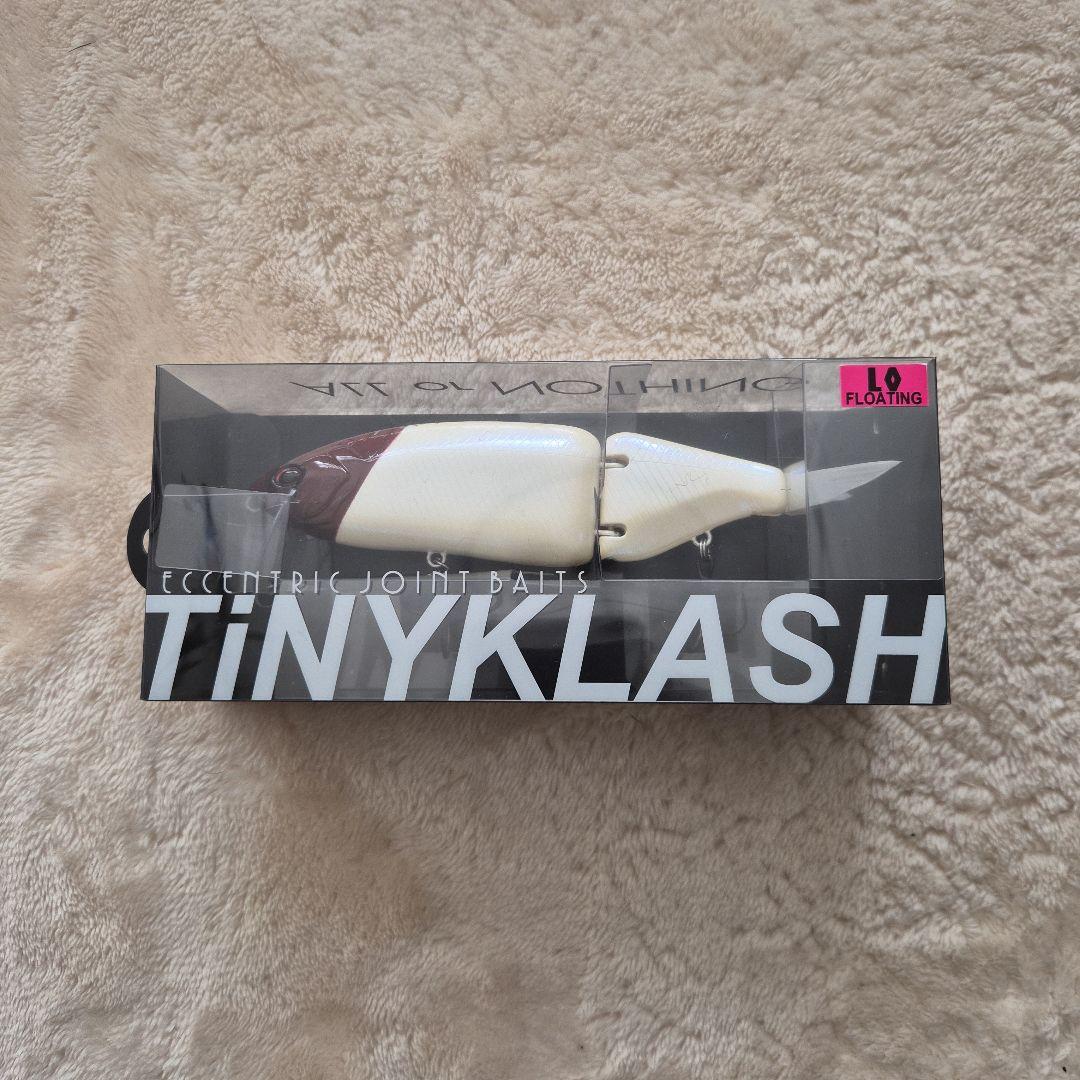 ALL or NOTHING
LO
FLOATING
ECCENTRIC JOINT BAITS
TiNYKLASH